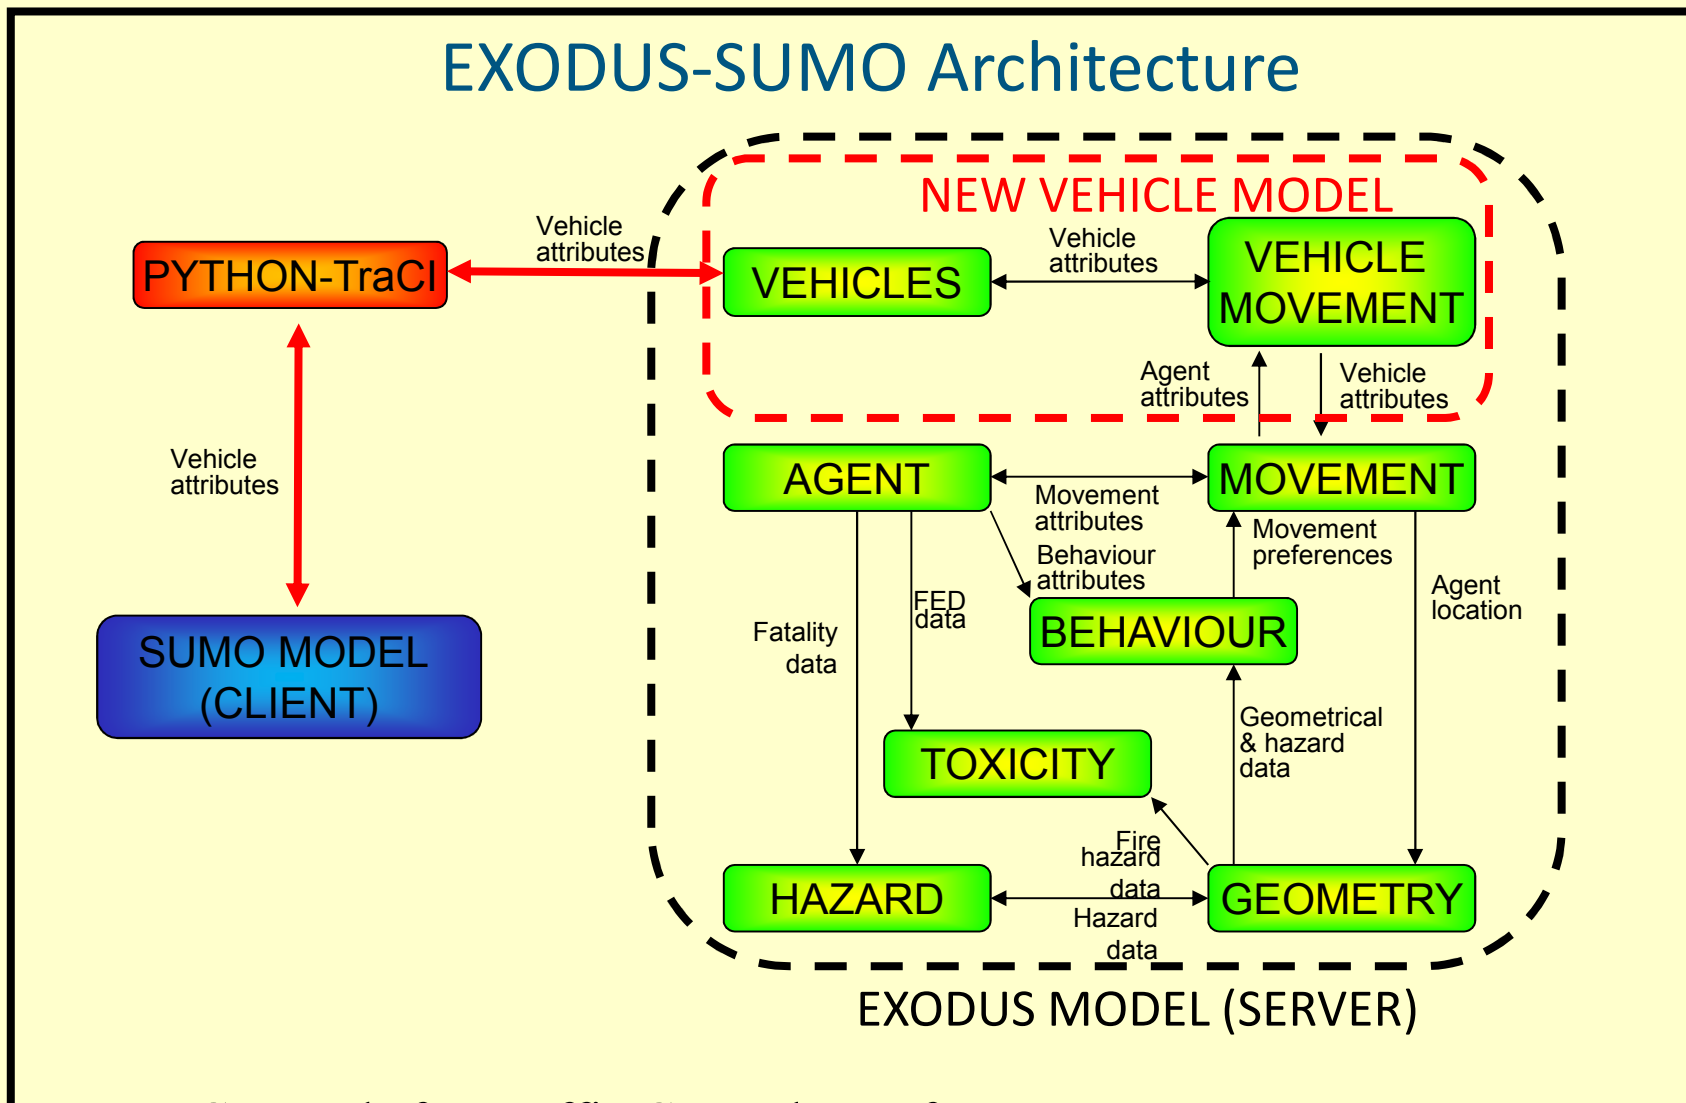 EXODUS-SUMO Architecture
NEW VEHICLE MODEL
Vehicle
attributes
PYTHON-TraCI
VEHICLES
Vehicle
attributes
VEHICLE
MOVEMENT
Agent
attributes
Vehicle
attributes
Vehicle
attributes
AGENT
MOVEMENT
Movement
attributes
Movement
preferences
Behaviour
attributes
FED
data
Agent
location
Fatality
data
BEHAVIOUR
SUMO MODEL
(CLIENT)
Geometrical
& hazard
data
TOXICITY
Fire
hazard
data
HAZARD
GEOMETRY
Hazard
data
EXODUS MODEL (SERVER)